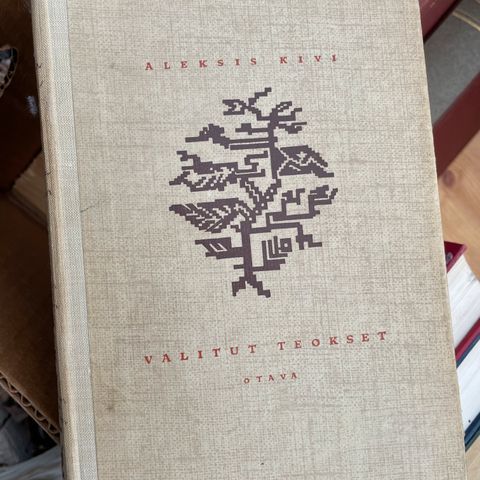 ALEKSIS KIVI
VALITUT TEOKSET
OTAVA